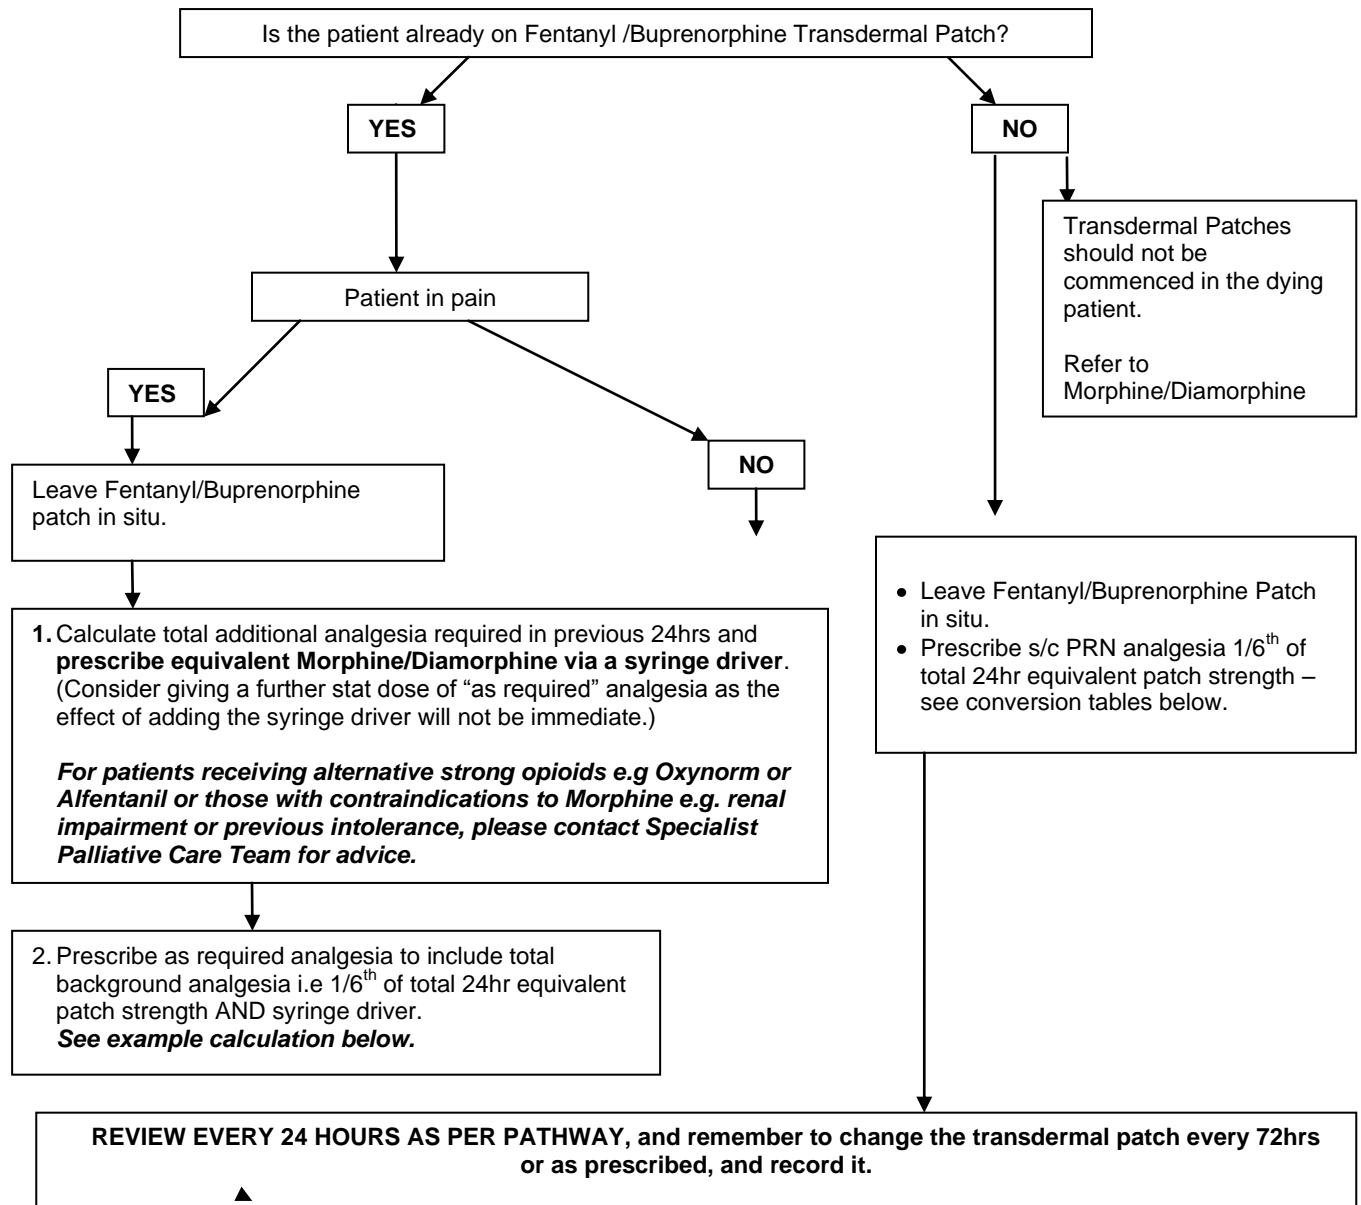 Is the patient already on Fentanyl /Buprenorphine Transdermal Patch?
YES
NO
Transdermal Patches
should not be
commenced in the dying
patient.
Refer to
Morphine/Diamorphine
Patient in pain
YES
NO
Leave Fentanyl/Buprenorphine
patch in situ.
• Leave Fentanyl/Buprenorphine Patch
in situ.
• Prescribe s/c PRN analgesia 1/6th of
total 24hr equivalent patch strength –
see conversion tables below.
1. Calculate total additional analgesia required in previous 24hrs and
prescribe equivalent Morphine/Diamorphine via a syringe driver.
(Consider giving a further stat dose of “as required” analgesia as the
effect of adding the syringe driver will not be immediate.)
For patients receiving alternative strong opioids e.g Oxynorm or
Alfentanil or those with contraindications to Morphine e.g. renal
impairment or previous intolerance, please contact Specialist
Palliative Care Team for advice.
2. Prescribe as required analgesia to include total
background analgesia i.e 1/6th of total 24hr equivalent
patch strength AND syringe driver.
See example calculation below.
REVIEW EVERY 24 HOURS AS PER PATHWAY, and remember to change the transdermal patch every 72hrs
or as prescribed, and record it.